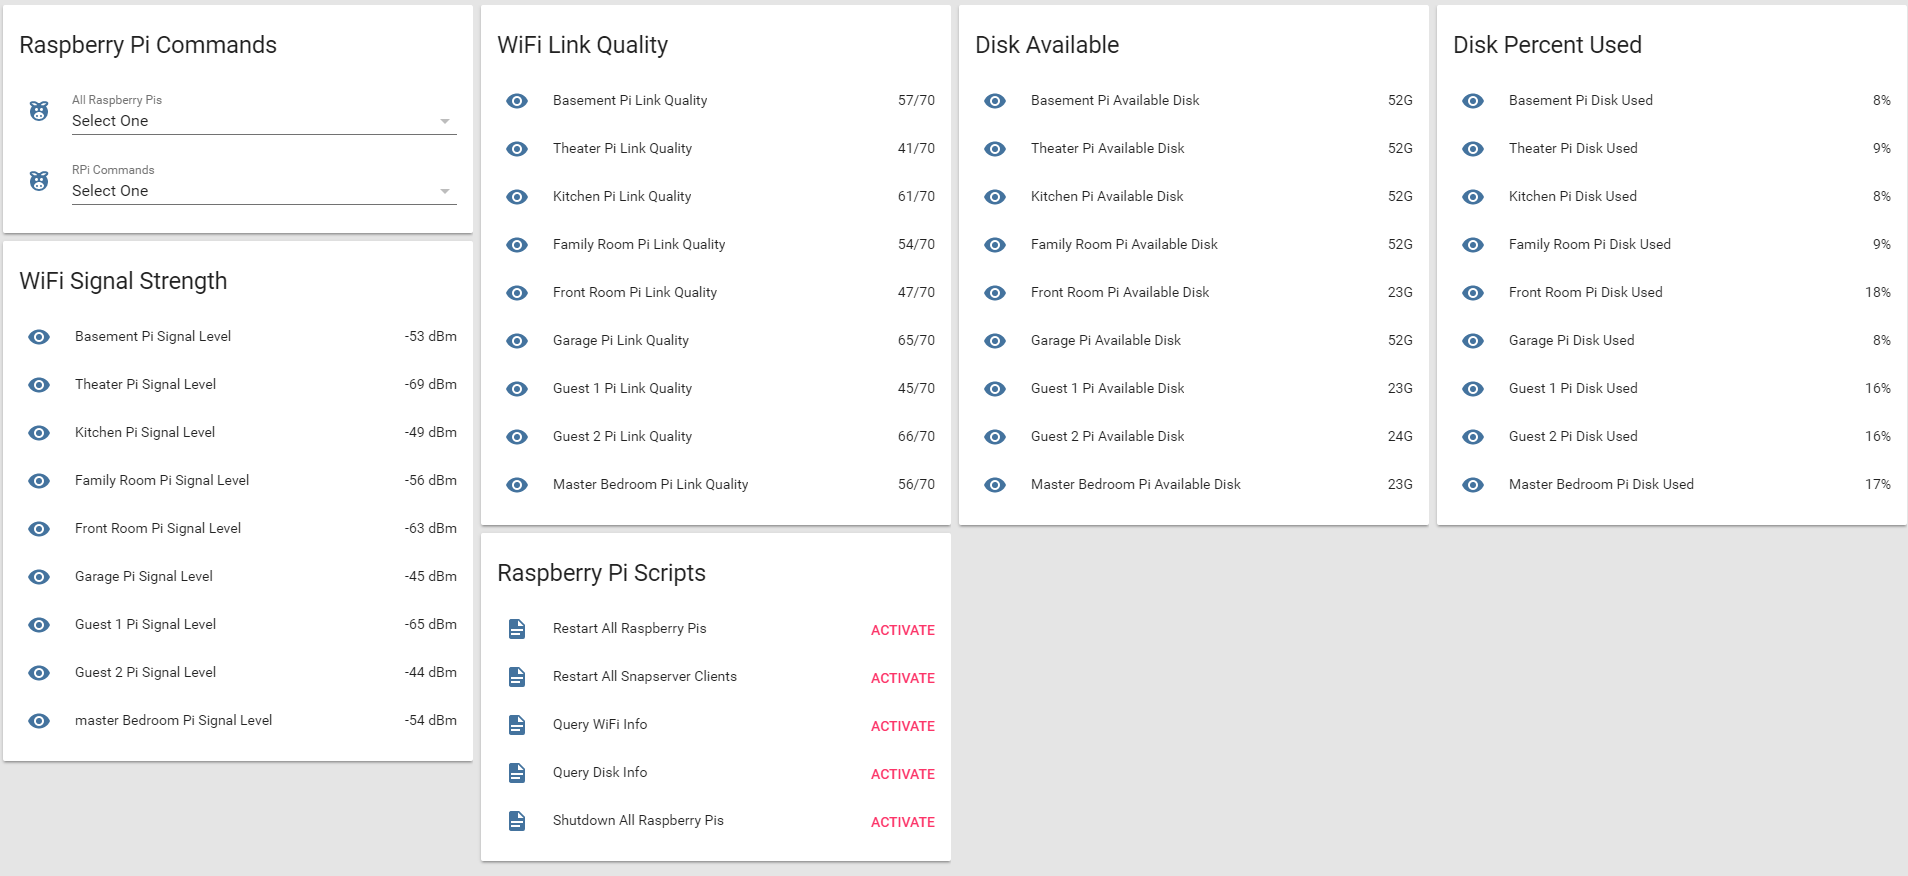 Raspberry Pi Commands
All Raspberry Pis
Select One
RPi Commands
Select One
WiFi Signal Strength
Basement Pi Signal Level -53 dBm
Theater Pi Signal Level -69 dBm
Kitchen Pi Signal Level -49 dBm
Family Room Pi Signal Level -56 dBm
Front Room Pi Signal Level -63 dBm
Garage Pi Signal Level -45 dBm
Guest 1 Pi Signal Level -65 dBm
Guest 2 Pi Signal Level -44 dBm
master Bedroom Pi Signal Level -54 dBm
WiFi Link Quality
Basement Pi Link Quality 57/70
Theater Pi Link Quality 41/70
Kitchen Pi Link Quality 61/70
Family Room Pi Link Quality 54/70
Front Room Pi Link Quality 47/70
Garage Pi Link Quality 65/70
Guest 1 Pi Link Quality 45/70
Guest 2 Pi Link Quality 66/70
Master Bedroom Pi Link Quality 56/70
Raspberry Pi Scripts
Restart All Raspberry Pis ACTIVATE
Restart All Snapserver Clients ACTIVATE
Query WiFi Info ACTIVATE
Query Disk Info ACTIVATE
Shutdown All Raspberry Pis ACTIVATE
Disk Available
Basement Pi Available Disk 52G
Theater Pi Available Disk 52G
Kitchen Pi Available Disk 52G
Family Room Pi Available Disk 52G
Front Room Pi Available Disk 23G
Garage Pi Available Disk 52G
Guest 1 Pi Available Disk 23G
Guest 2 Pi Available Disk 24G
Master Bedroom Pi Available Disk 23G
Disk Percent Used
Basement Pi Disk Used 8%
Theater Pi Disk Used 9%
Kitchen Pi Disk Used 8%
Family Room Pi Disk Used 9%
Front Room Pi Disk Used 18%
Garage Pi Disk Used 8%
Guest 1 Pi Disk Used 16%
Guest 2 Pi Disk Used 16%
Master Bedroom Pi Disk Used 17%